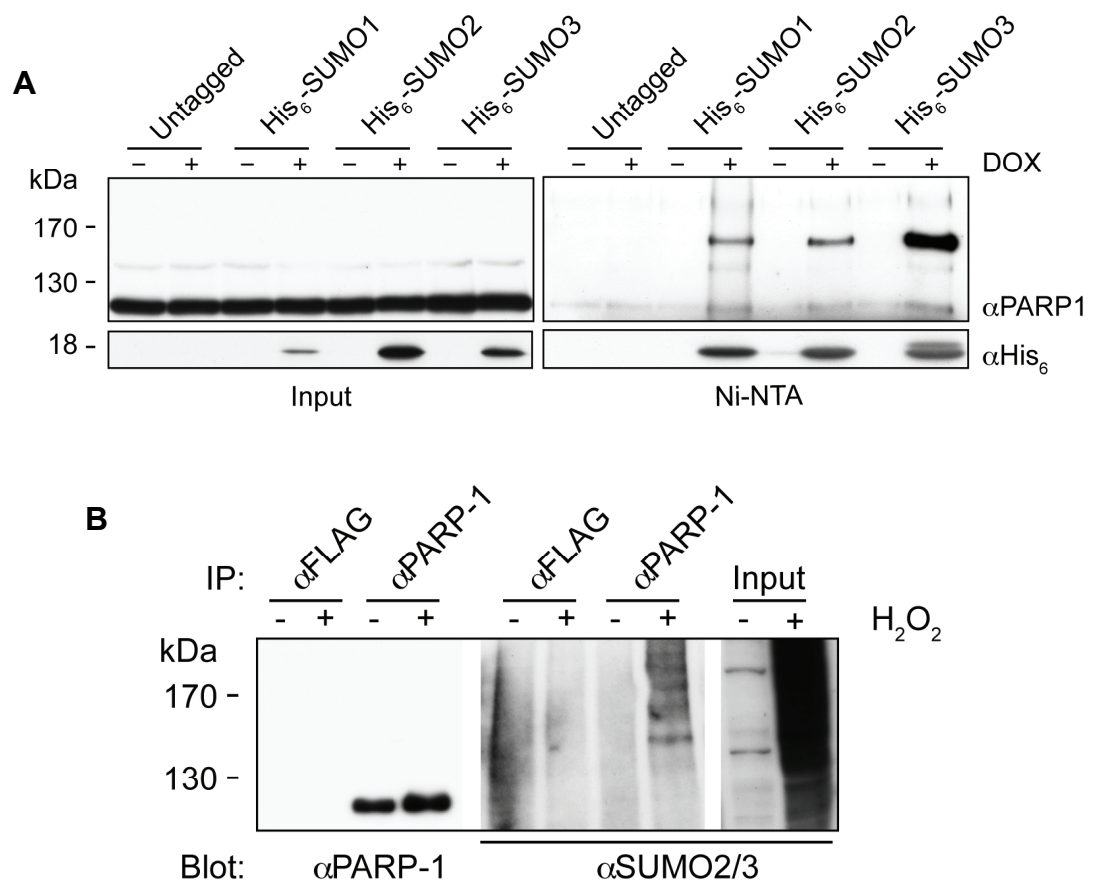 A
Untagged His6-SUMO1 His6-SUMO2 His6-SUMO3 Untagged His6-SUMO1 His6-SUMO2 His6-SUMO3
− + − + − + − + − + − + − + − + DOX
kDa
170
130
αPARP1
18
αHis6
Input Ni-NTA
B
IP: αFLAG αPARP-1 αFLAG αPARP-1 Input
- + - + - + - + - + H2O2
kDa
170
130
Blot: αPARP-1 αSUMO2/3